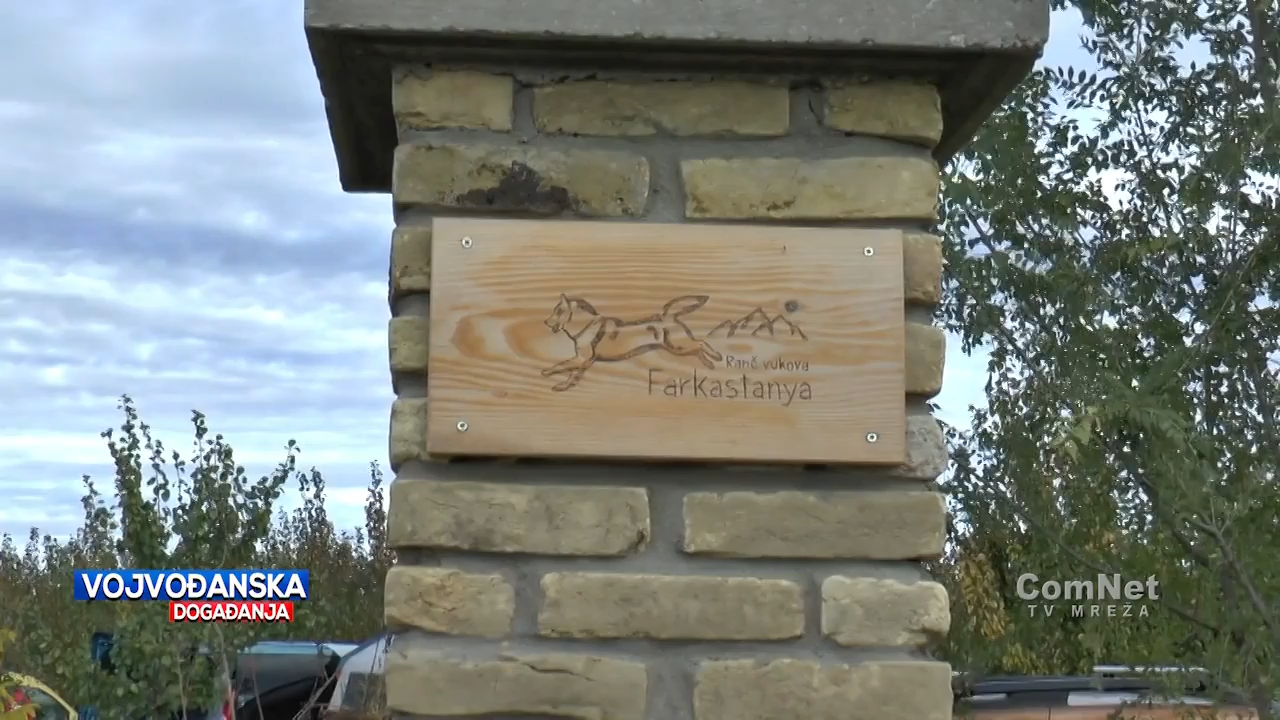 Ranč vukova
Farkastanya
VOJVOĐANSKA
DOGAĐANJA
ComNet
TV MREŽA